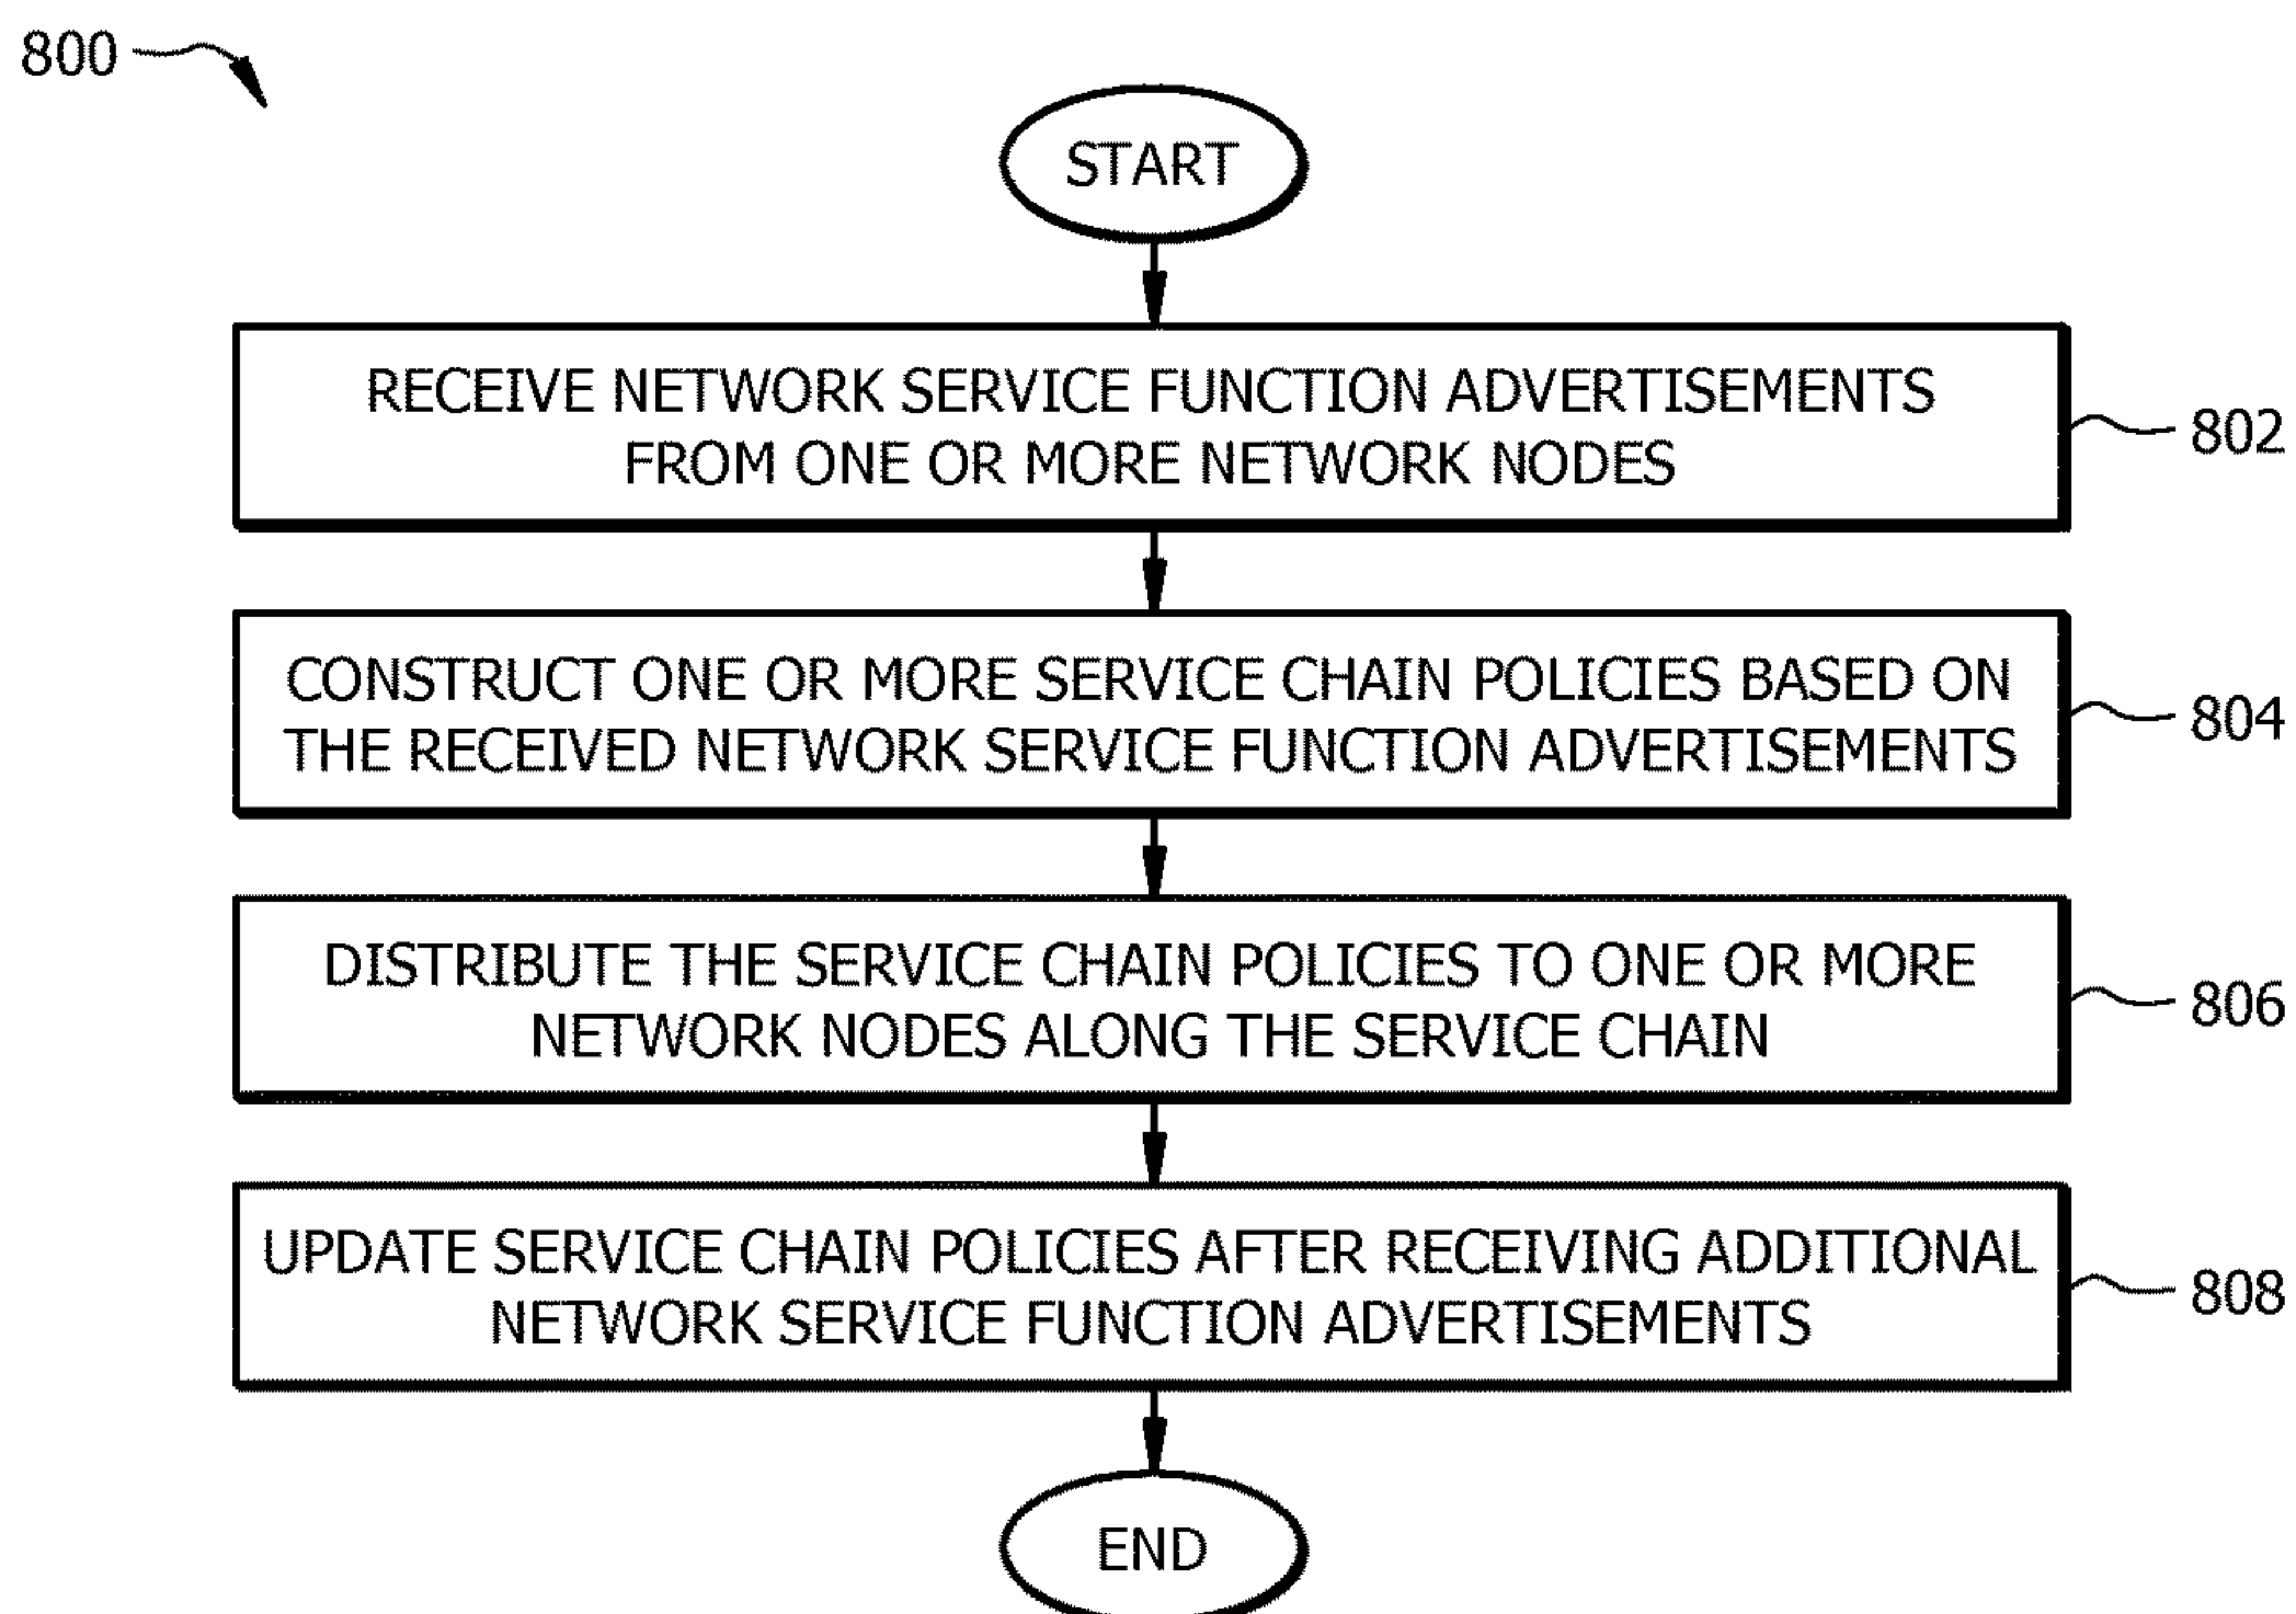 800
START
RECEIVE NETWORK SERVICE FUNCTION ADVERTISEMENTS
FROM ONE OR MORE NETWORK NODES
802
CONSTRUCT ONE OR MORE SERVICE CHAIN POLICIES BASED ON
THE RECEIVED NETWORK SERVICE FUNCTION ADVERTISEMENTS
804
DISTRIBUTE THE SERVICE CHAIN POLICIES TO ONE OR MORE
NETWORK NODES ALONG THE SERVICE CHAIN
806
UPDATE SERVICE CHAIN POLICIES AFTER RECEIVING ADDITIONAL
NETWORK SERVICE FUNCTION ADVERTISEMENTS
808
END